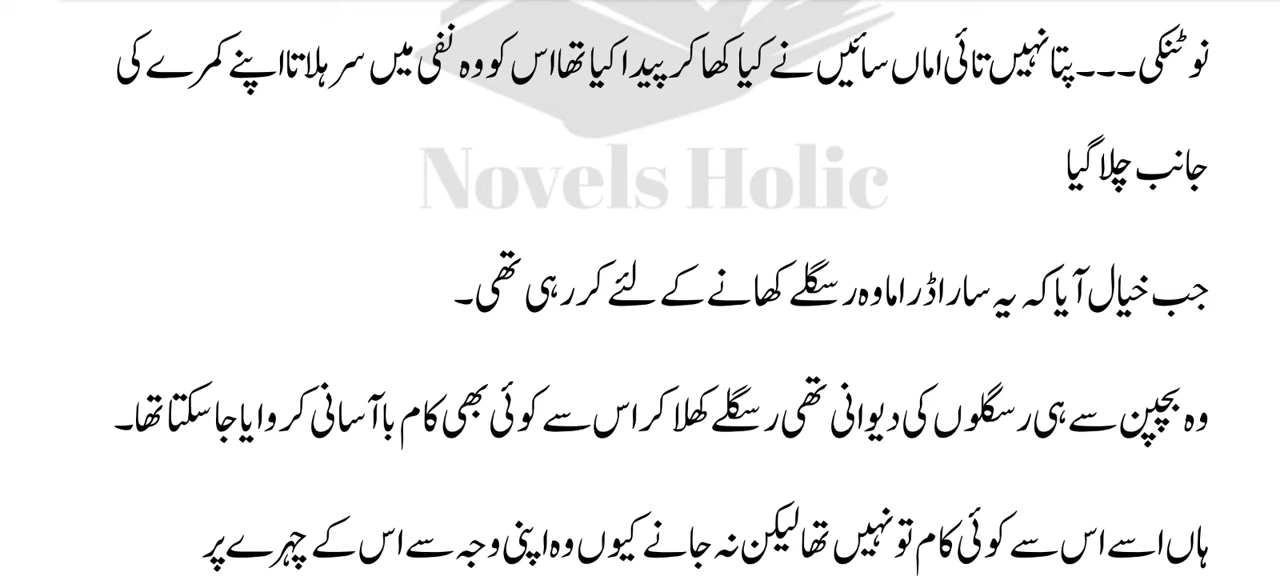 نوٹنکی۔۔۔پتا نہیں تائی اماں سائیں نے کیا کھا کر پیدا کیا تھا اس کو وہ نفی میں سر ہلاتا اپنے کمرے کی
جانب چلا گیا
Novels Holic
جب خیال آیا کہ یہ سارا ڈراما وہ رسگلے کھانے کے لئے کر رہی تھی۔
وہ بچپن سے ہی رسگلوں کی دیوانی تھی رسگلے کھلا کر اس سے کوئی بھی کام باآسانی کروایا جا سکتا تھا۔
ہاں اسے اس سے کوئی کام تو نہیں تھا لیکن نہ جانے کیوں وہ اپنی وجہ سے اس کے چہرے پر